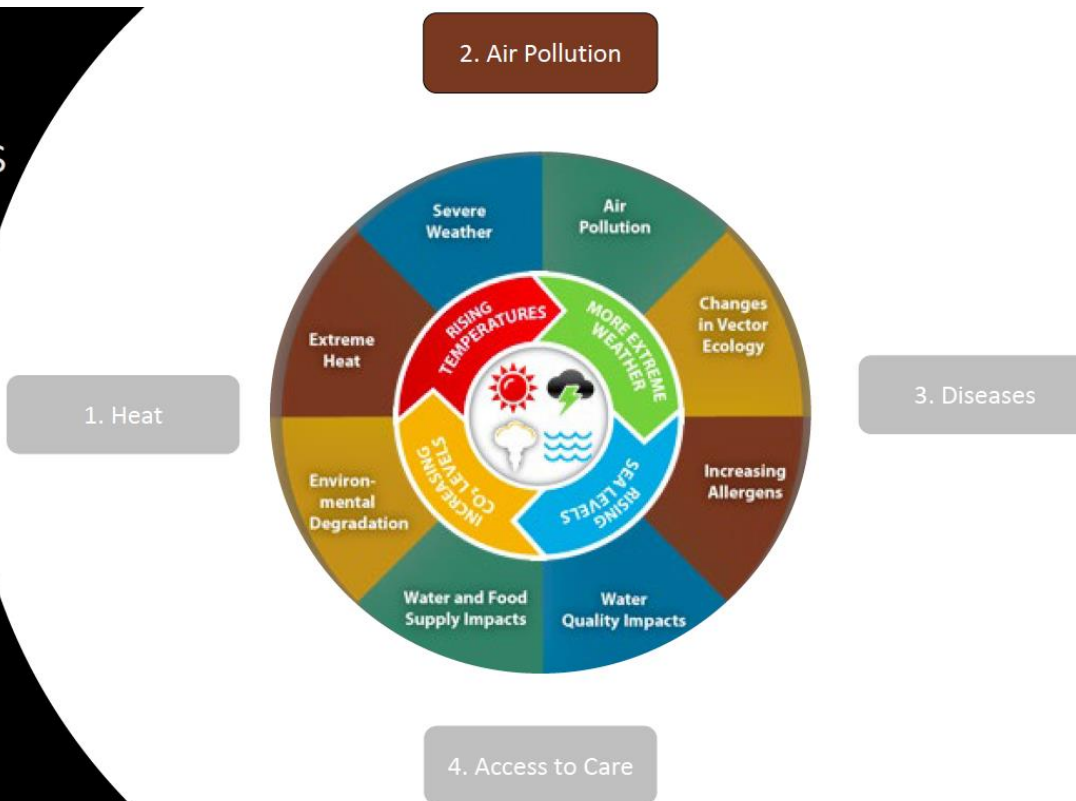 2. Air Pollution
S
Severe
Weather
Air
Pollution
Extreme
Heat
Changes
in Vector
Ecology
RISING
TEMPERATURES
MORE EXTREME
WEATHER
1. Heat
3. Diseases
Environ-
mental
Degradation
INCREASING
CO₂ LEVELS
RISING
SEA LEVELS
Increasing
Allergens
Water and Food
Supply Impacts
Water
Quality Impacts
4. Access to Care